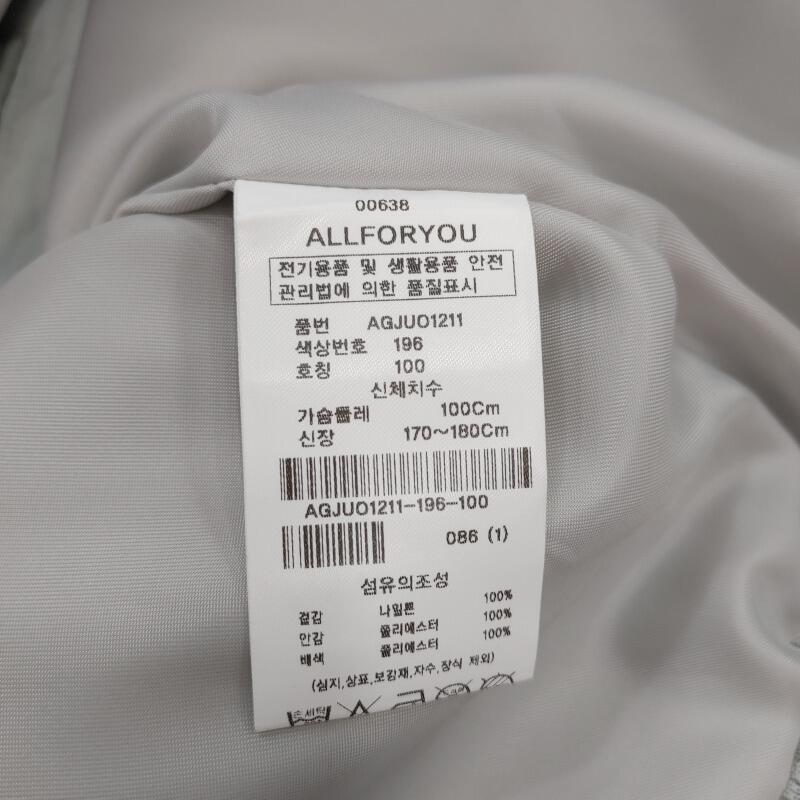 00638
ALLFORYOU
전기용품 및 생활용품 안전
관리법에 의한 품질표시
품번 AGJUO1211
색상번호 196
호칭 100
신체치수
가슴둘레 100Cm
신장 170~180Cm
AGJUO1211-196-100
086 (1)
섬유의조성
겉감 나일론 100%
안감 폴리에스터 100%
배색 폴리에스터 100%
(심지,상표,보강재,자수,장식 제외)
손세탁